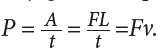 P = A/t = FL/t = Fv.